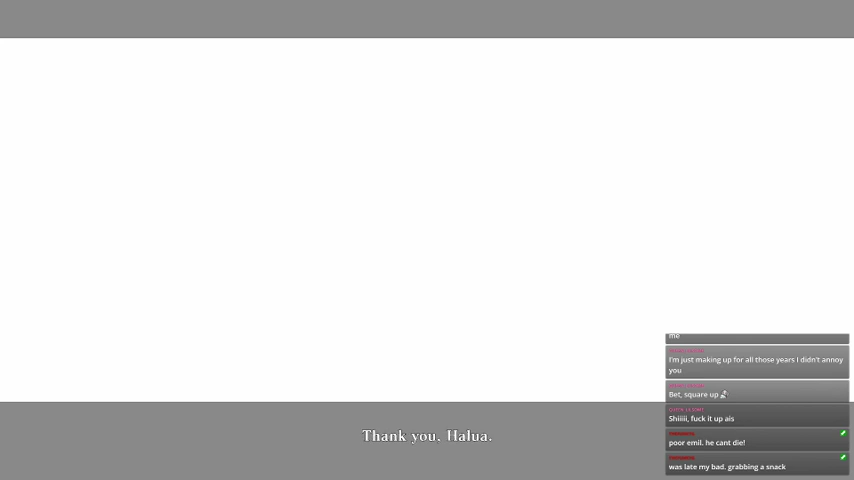 me
I'm just making up for all those years I didn't annoy
you
Bet, square up
Shiiiii, fuck it up ais
poor emil. he cant die!
was late my bad. grabbing a snack
Thank you, Halua.